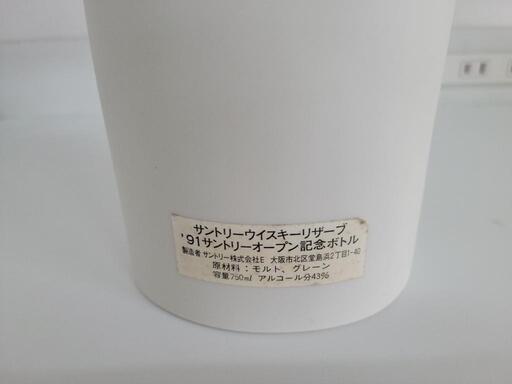 サントリーウイスキーリザーブ
'91サントリーオープン記念ボトル
製造者 サントリー株式会社E 大阪市北区堂島浜2丁目1-40
原材料：モルト、グレーン
容量750ml アルコール分43%